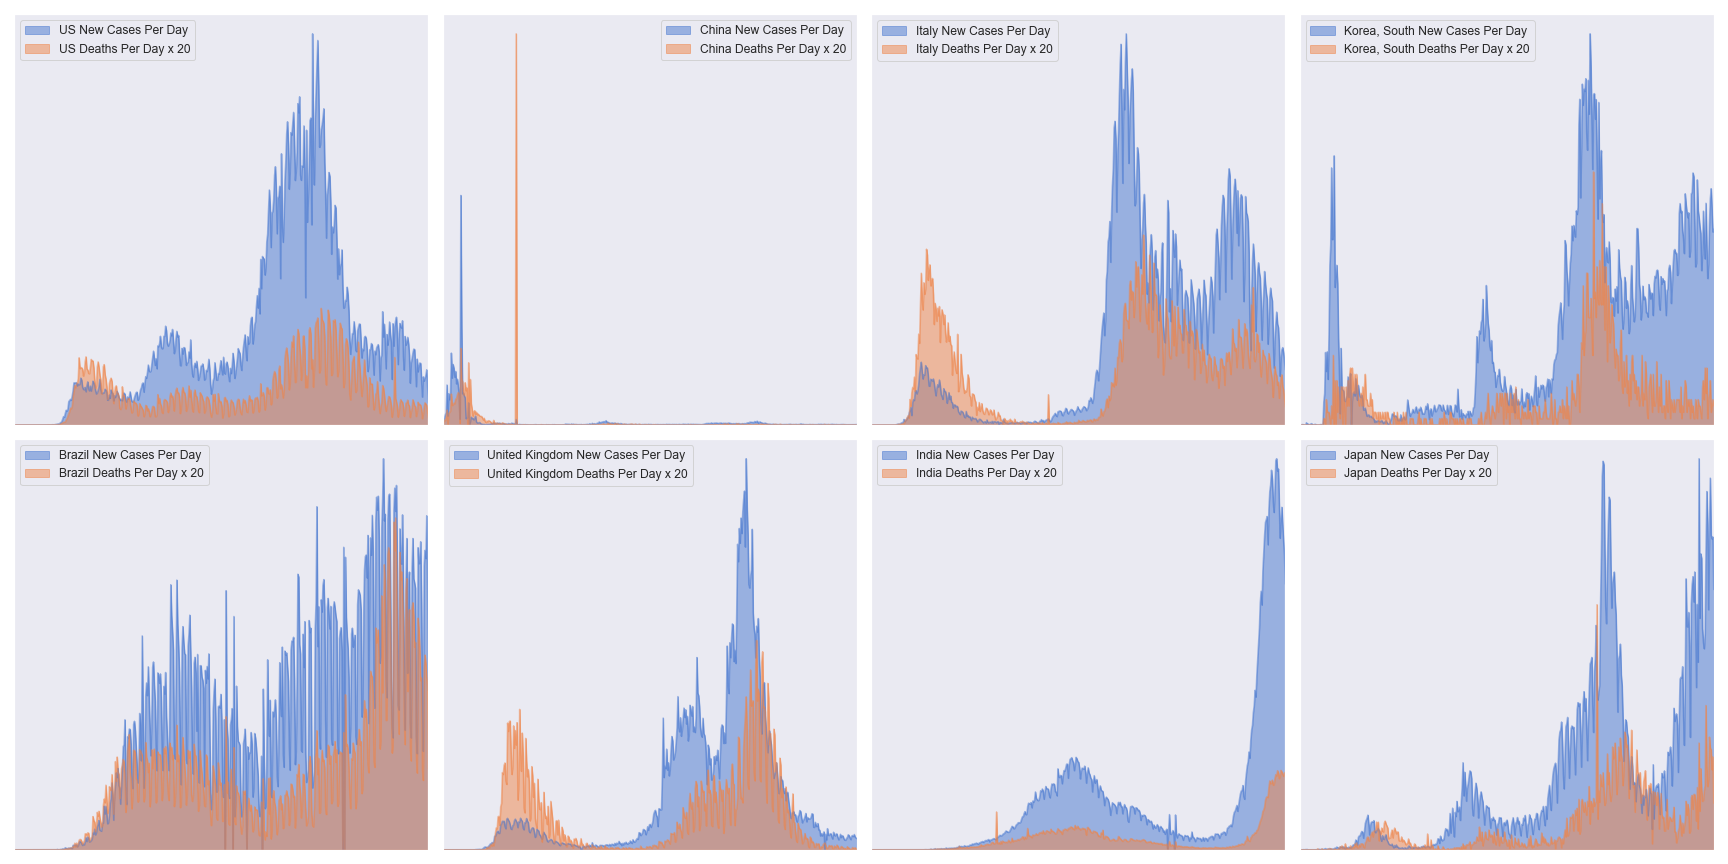 US New Cases Per Day
US Deaths Per Day x 20
China New Cases Per Day
China Deaths Per Day x 20
Italy New Cases Per Day
Italy Deaths Per Day x 20
Korea, South New Cases Per Day
Korea, South Deaths Per Day x 20
Brazil New Cases Per Day
Brazil Deaths Per Day x 20
United Kingdom New Cases Per Day
United Kingdom Deaths Per Day x 20
India New Cases Per Day
India Deaths Per Day x 20
Japan New Cases Per Day
Japan Deaths Per Day x 20